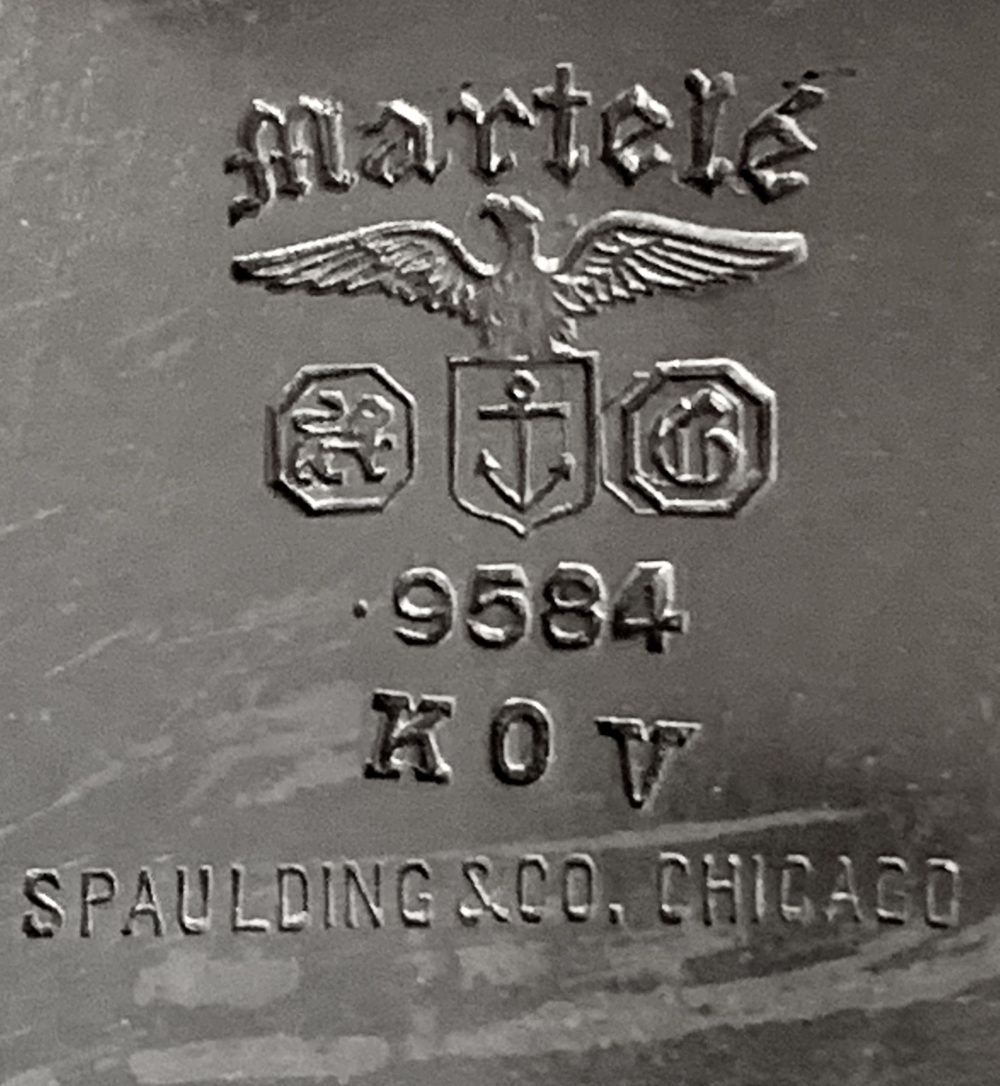 Martelé
G
9584
K O V
SPAULDING & CO. CHICAGO